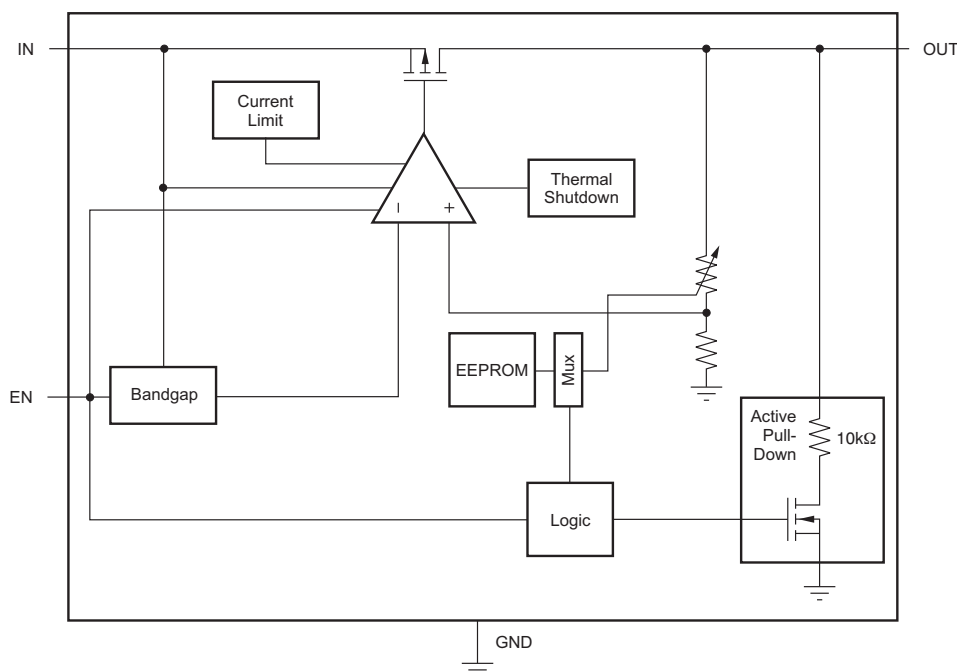 IN
OUT
Current
Limit
Thermal
Shutdown
–
+
EEPROM
Mux
EN
Bandgap
Active
Pull-
Down
10kΩ
Logic
GND